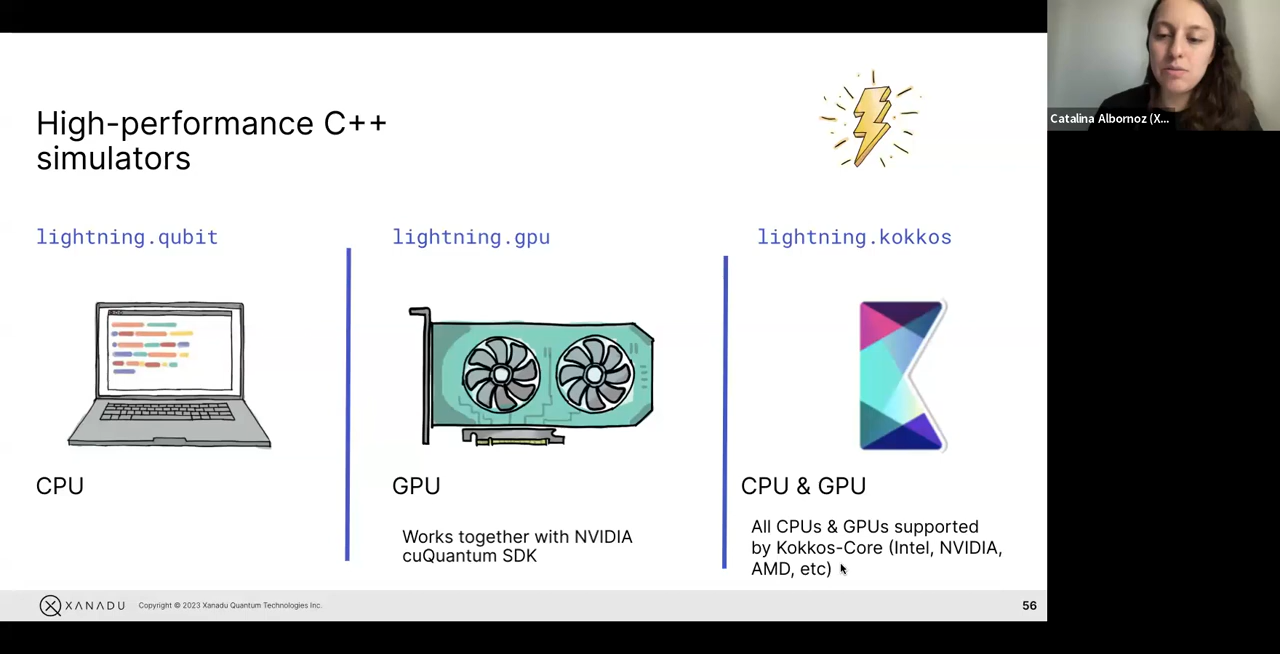 High-performance C++
simulators
Catalina Albornoz (X...
lightning.qubit
lightning.gpu
lightning.kokkos
CPU
GPU
Works together with NVIDIA
cuQuantum SDK
CPU & GPU
All CPUs & GPUs supported
by Kokkos-Core (Intel, NVIDIA,
AMD, etc)
XANADU
Copyright © 2023 Xanadu Quantum Technologies Inc.
56